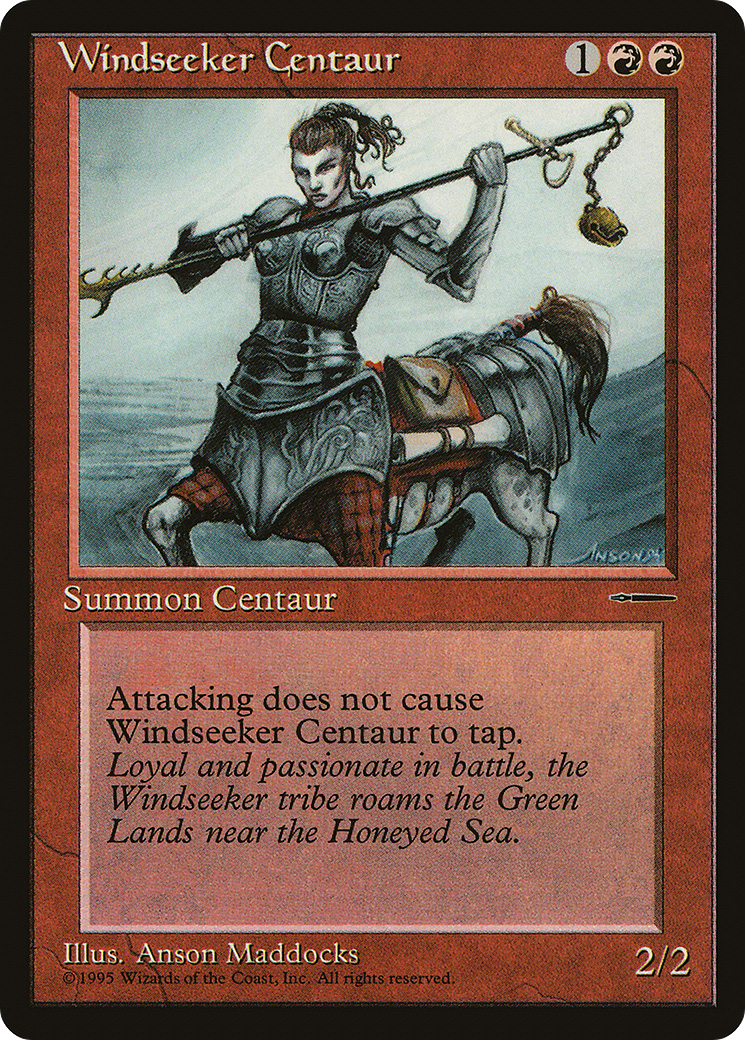 Windseeker Centaur 1
ANSON 94
Summon Centaur
Attacking does not cause
Windseeker Centaur to tap.
Loyal and passionate in battle, the
Windseeker tribe roams the Green
Lands near the Honeyed Sea.
Illus. Anson Maddocks
©1995 Wizards of the Coast, Inc. All rights reserved.
2/2